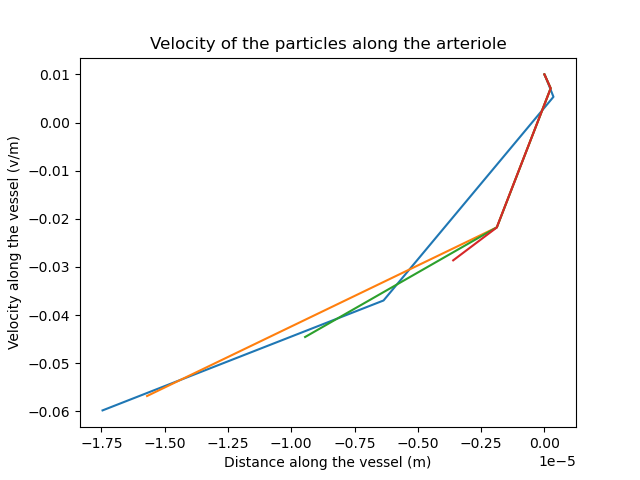 Velocity of the particles along the arteriole
Velocity along the vessel (v/m)
0.01
0.00
−0.01
−0.02
−0.03
−0.04
−0.05
−0.06
−1.75 −1.50 −1.25 −1.00 −0.75 −0.50 −0.25 0.00
1e−5
Distance along the vessel (m)